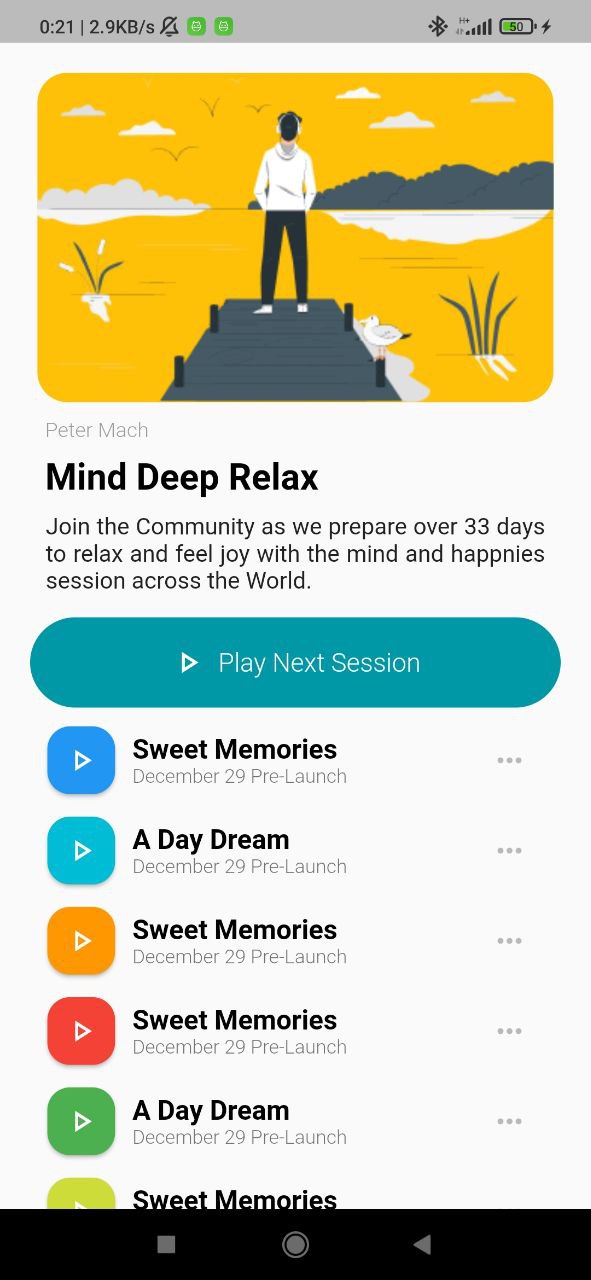 0:21 | 2.9KB/s
H+
50
Peter Mach
Mind Deep Relax
Join the Community as we prepare over 33 days
to relax and feel joy with the mind and happnies
session across the World.
Play Next Session
Sweet Memories
December 29 Pre-Launch
A Day Dream
December 29 Pre-Launch
Sweet Memories
December 29 Pre-Launch
Sweet Memories
December 29 Pre-Launch
A Day Dream
December 29 Pre-Launch
Sweet Memories